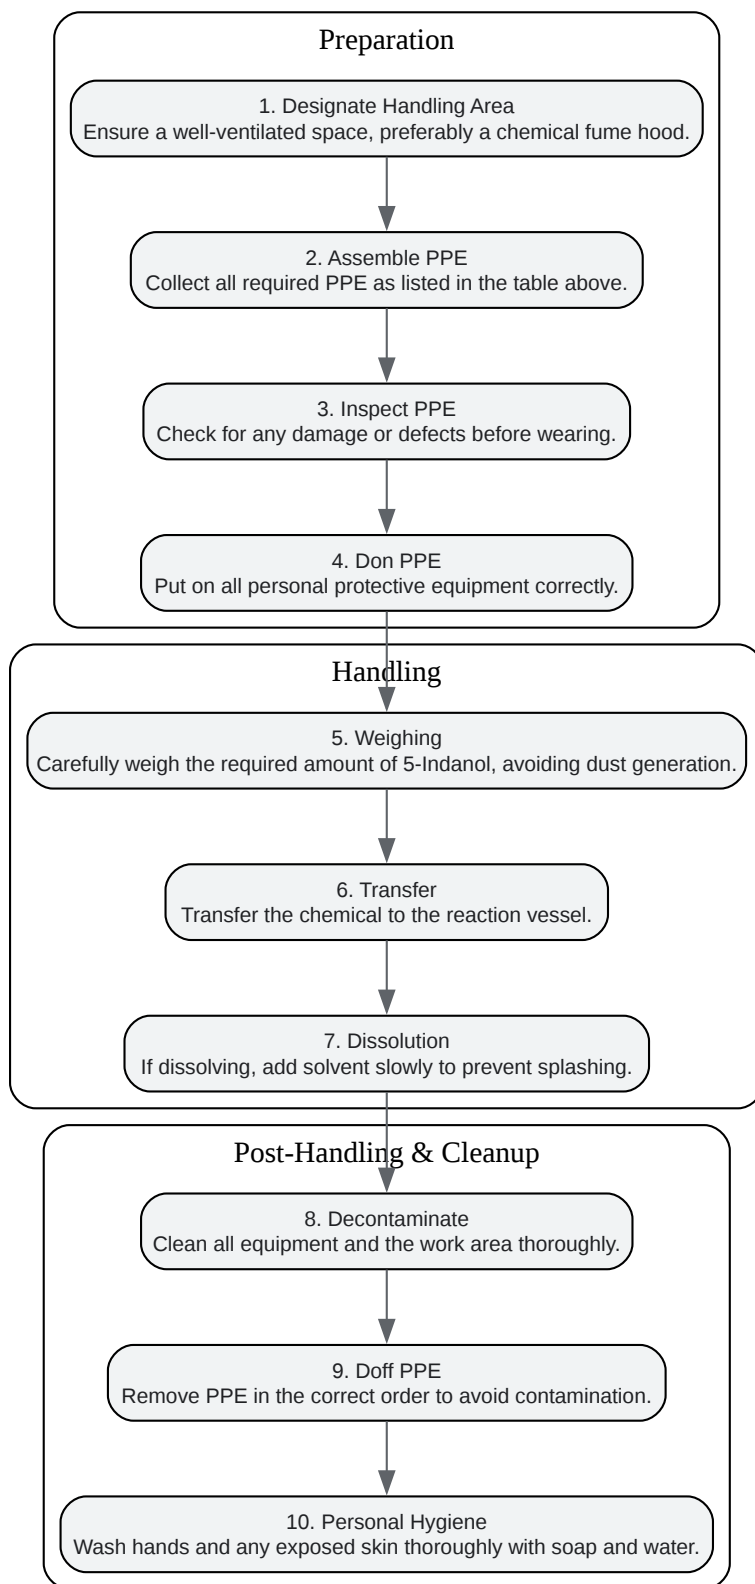 Preparation
1. Designate Handling Area
Ensure a well-ventilated space, preferably a chemical fume hood.
2. Assemble PPE
Collect all required PPE as listed in the table above.
3. Inspect PPE
Check for any damage or defects before wearing.
4. Don PPE
Put on all personal protective equipment correctly.
Handling
5. Weighing
Carefully weigh the required amount of 5-Indanol, avoiding dust generation.
6. Transfer
Transfer the chemical to the reaction vessel.
7. Dissolution
If dissolving, add solvent slowly to prevent splashing.
Post-Handling & Cleanup
8. Decontaminate
Clean all equipment and the work area thoroughly.
9. Doff PPE
Remove PPE in the correct order to avoid contamination.
10. Personal Hygiene
Wash hands and any exposed skin thoroughly with soap and water.